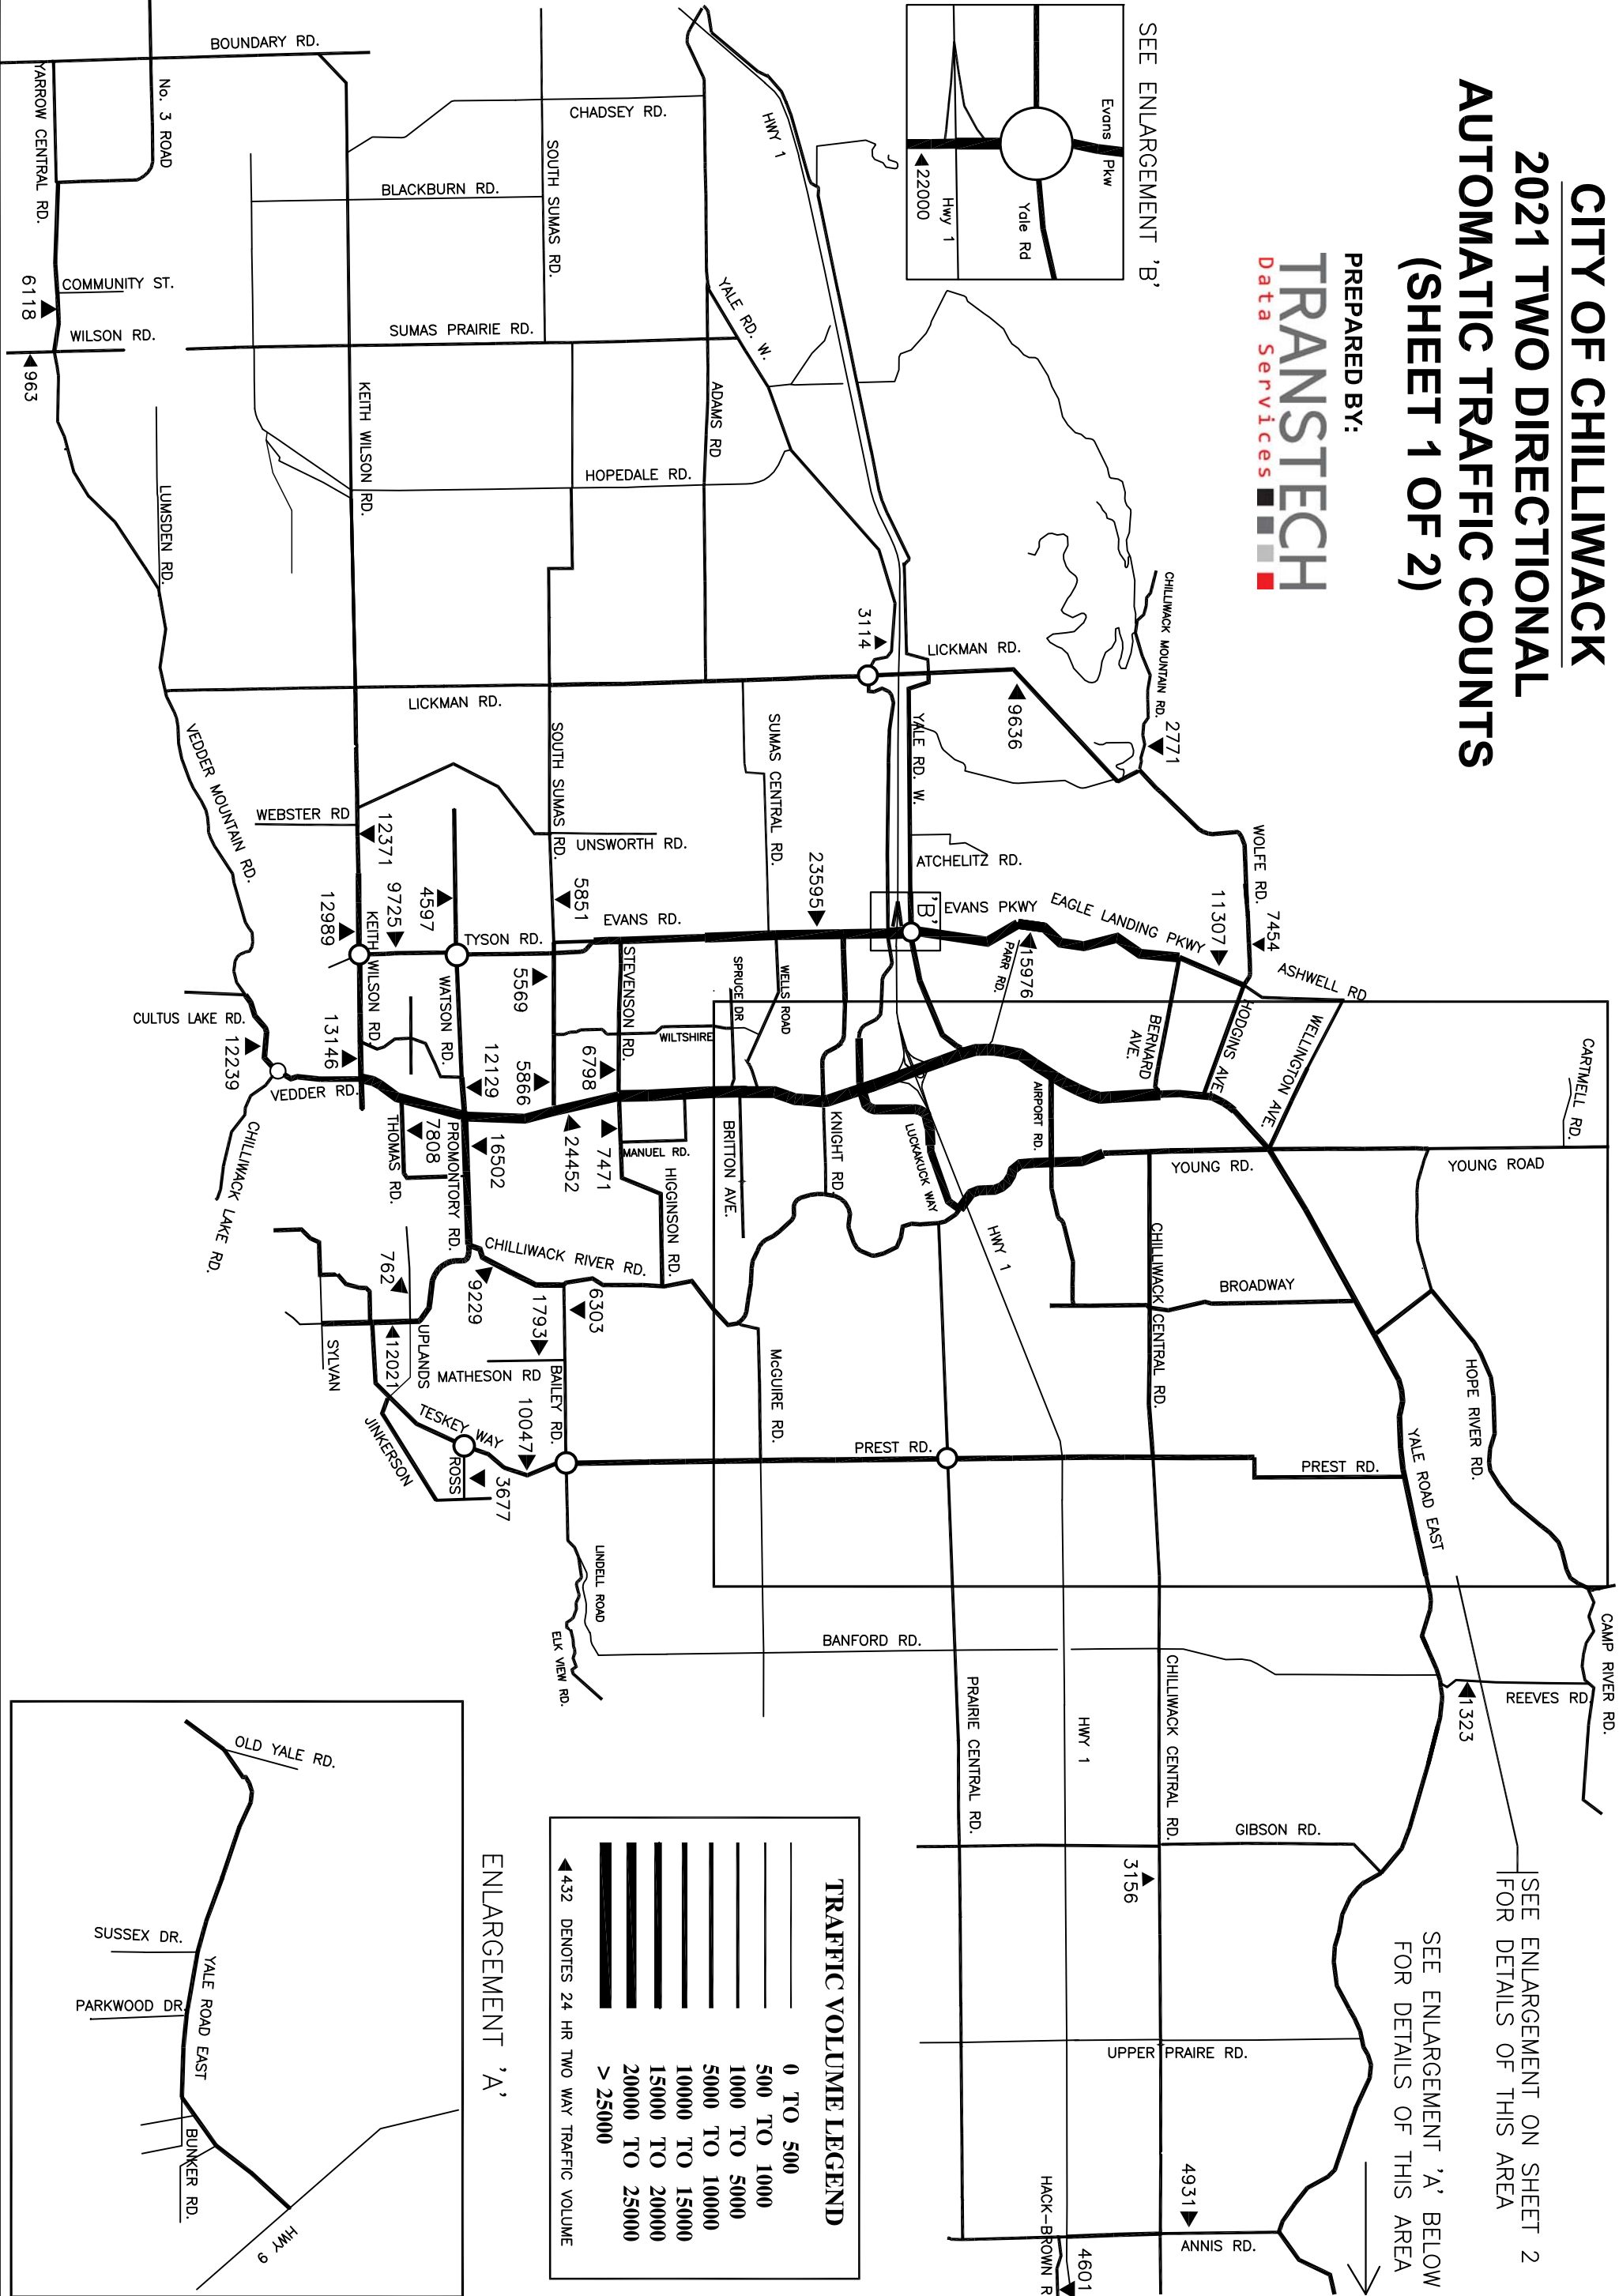 CITY OF CHILLIWACK
2021 TWO DIRECTIONAL
AUTOMATIC TRAFFIC COUNTS
(SHEET 1 OF 2)
PREPARED BY:
TRANSTECH
Data Services
SEE ENLARGEMENT 'B'
Evans Pkw
Yale Rd
Hwy 1
22000
SEE ENLARGEMENT ON SHEET 2
FOR DETAILS OF THIS AREA
SEE ENLARGEMENT 'A' BELOW
FOR DETAILS OF THIS AREA
CAMP RIVER RD.
REEVES RD.
1323
CARTMELL RD.
YOUNG ROAD
HOPE RIVER RD.
YALE ROAD EAST
WELLINGTON AVE.
ASHWELL RD
HODGINS AVE.
BERNARD
AVE.
WOLFE RD.
7454
11307
CHILLIWACK MOUNTAIN RD.
2771
9636
LICKMAN RD.
3114
EAGLE LANDING PKWY
EVANS PKWY
15976
PARR RD.
'B'
ATCHELITZ RD.
YALE RD. W.
HWY 1
YALE RD. W.
AIRPORT RD.
YOUNG RD.
BROADWAY
CHILLIWACK CENTRAL RD.
PREST RD.
PREST RD.
HWY 1
LUCKAKUCK WAY
KNIGHT RD.
McGUIRE RD.
BRITTON AVE.
SPRUCE DR
WELLS ROAD
WILTSHIRE
23595
SUMAS CENTRAL RD.
EVANS RD.
STEVENSON RD.
6798
7471
MANUEL RD.
HIGGINSON RD.
24452
5866
5569
5851
UNSWORTH RD.
SOUTH SUMAS RD.
SOUTH SUMAS RD.
CHADSEY RD.
BLACKBURN RD.
SUMAS PRAIRIE RD.
ADAMS RD
HOPEDALE RD.
KEITH WILSON RD.
LICKMAN RD.
BOUNDARY RD.
No. 3 ROAD
YARROW CENTRAL RD.
COMMUNITY ST.
6118
WILSON RD.
963
LUMSDEN RD.
VEDDER MOUNTAIN RD.
WEBSTER RD
12371
12989
9725
4597
TYSON RD.
KEITH WILSON RD.
WATSON RD.
13146
12129
16502
CULTUS LAKE RD.
12239
VEDDER RD.
CHILLIWACK LAKE RD.
THOMAS RD.
7808
PROMONTORY RD.
CHILLIWACK RIVER RD.
9229
762
12021
UPLANDS
SYLVAN
JINKERSON
TESKEY WAY
ROSS
3677
10047
MATHESON RD
1793
6303
BAILEY RD.
LINDELL ROAD
ELK VIEW RD.
BANFORD RD.
PRAIRIE CENTRAL RD.
HWY 1
CHILLIWACK CENTRAL RD.
GIBSON RD.
3156
UPPER PRAIRE RD.
4931
ANNIS RD.
HACK-BROWN R
4601
TRAFFIC VOLUME LEGEND
0 TO 500
500 TO 1000
1000 TO 5000
5000 TO 10000
10000 TO 15000
15000 TO 20000
20000 TO 25000
> 25000
432 DENOTES 24 HR TWO WAY TRAFFIC VOLUME
ENLARGEMENT 'A'
OLD YALE RD.
SUSSEX DR.
PARKWOOD DR.
YALE ROAD EAST
BUNKER RD.
HWY 9